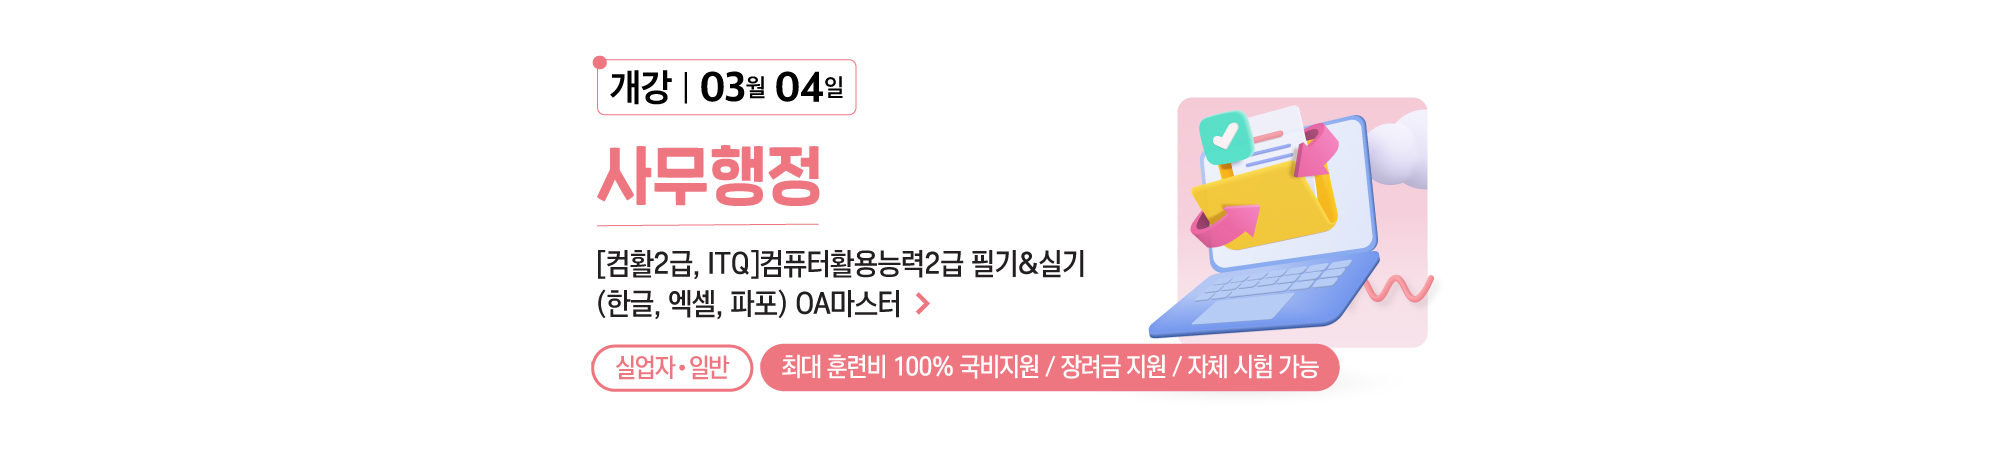 개강 | 03월 04일
사무행정
[컴활2급, ITQ]컴퓨터활용능력2급 필기&실기
(한글, 엑셀, 파포) OA마스터 >
실업자•일반
최대 훈련비 100% 국비지원 / 장려금 지원 / 자체 시험 가능